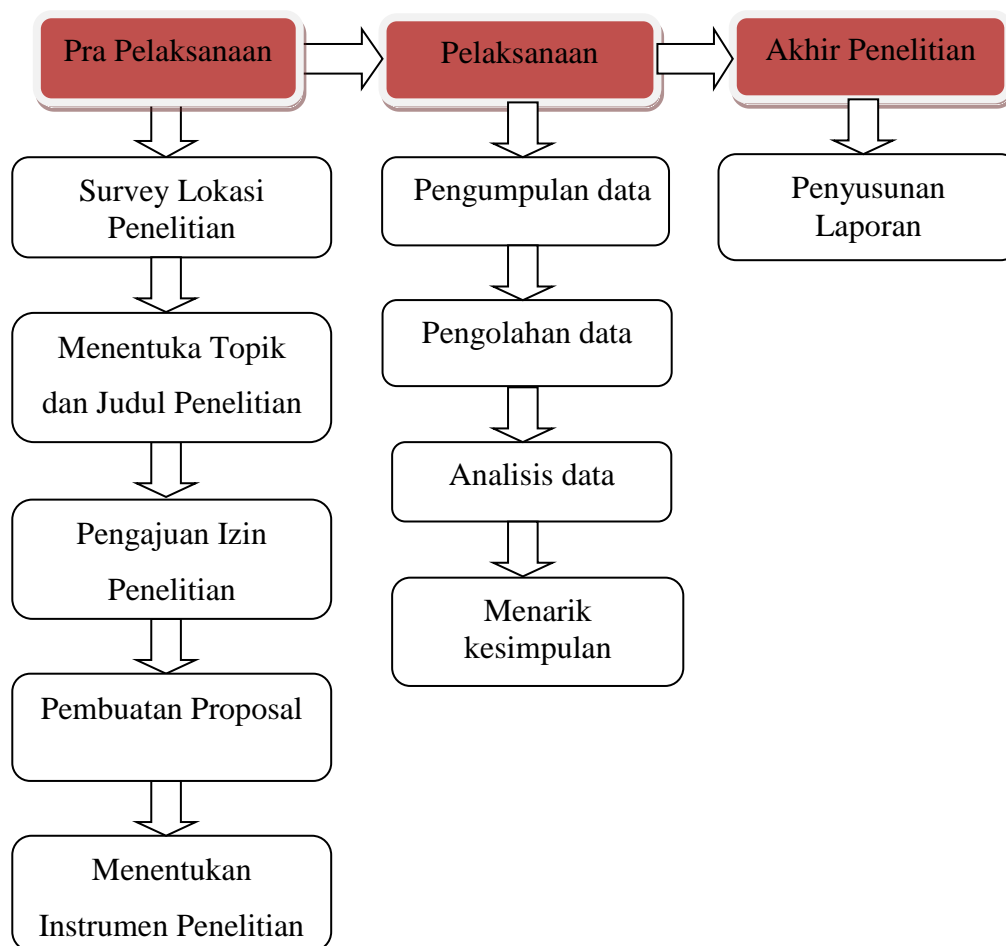 Pra Pelaksanaan
Pelaksanaan
Akhir Penelitian
Survey Lokasi
Penelitian
Menentuka Topik
dan Judul Penelitian
Pengajuan Izin
Penelitian
Pembuatan Proposal
Menentukan
Instrumen Penelitian
Pengumpulan data
Pengolahan data
Analisis data
Menarik
kesimpulan
Penyusunan
Laporan